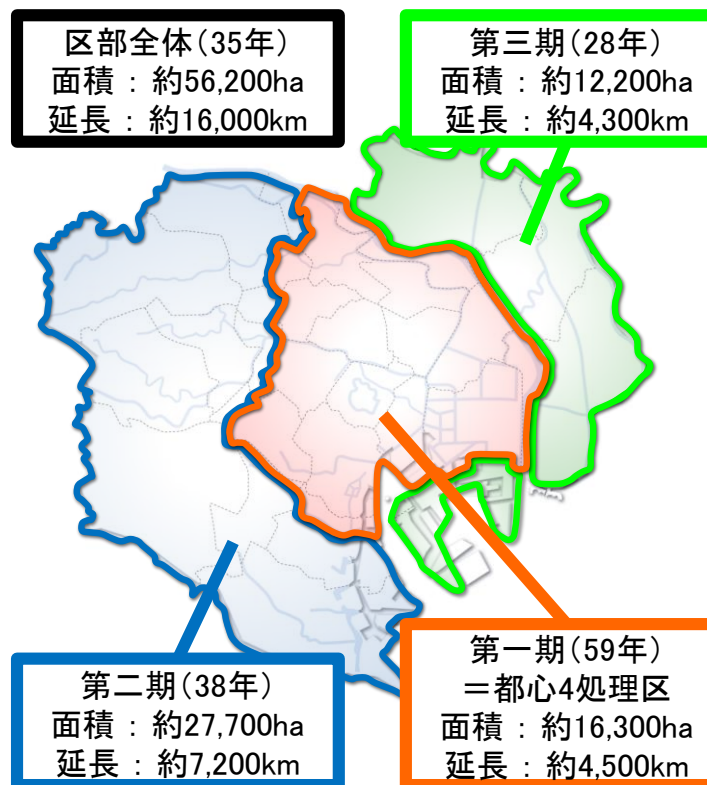 区部全体（35年）
面積 ： 約56,200ha
延長 ： 約16,000km
第三期（28年）
面積 ： 約12,200ha
延長 ： 約4,300km
第二期（38年）
面積 ： 約27,700ha
延長 ： 約7,200km
第一期（59年）
＝都心4処理区
面積 ： 約16,300ha
延長 ： 約4,500km